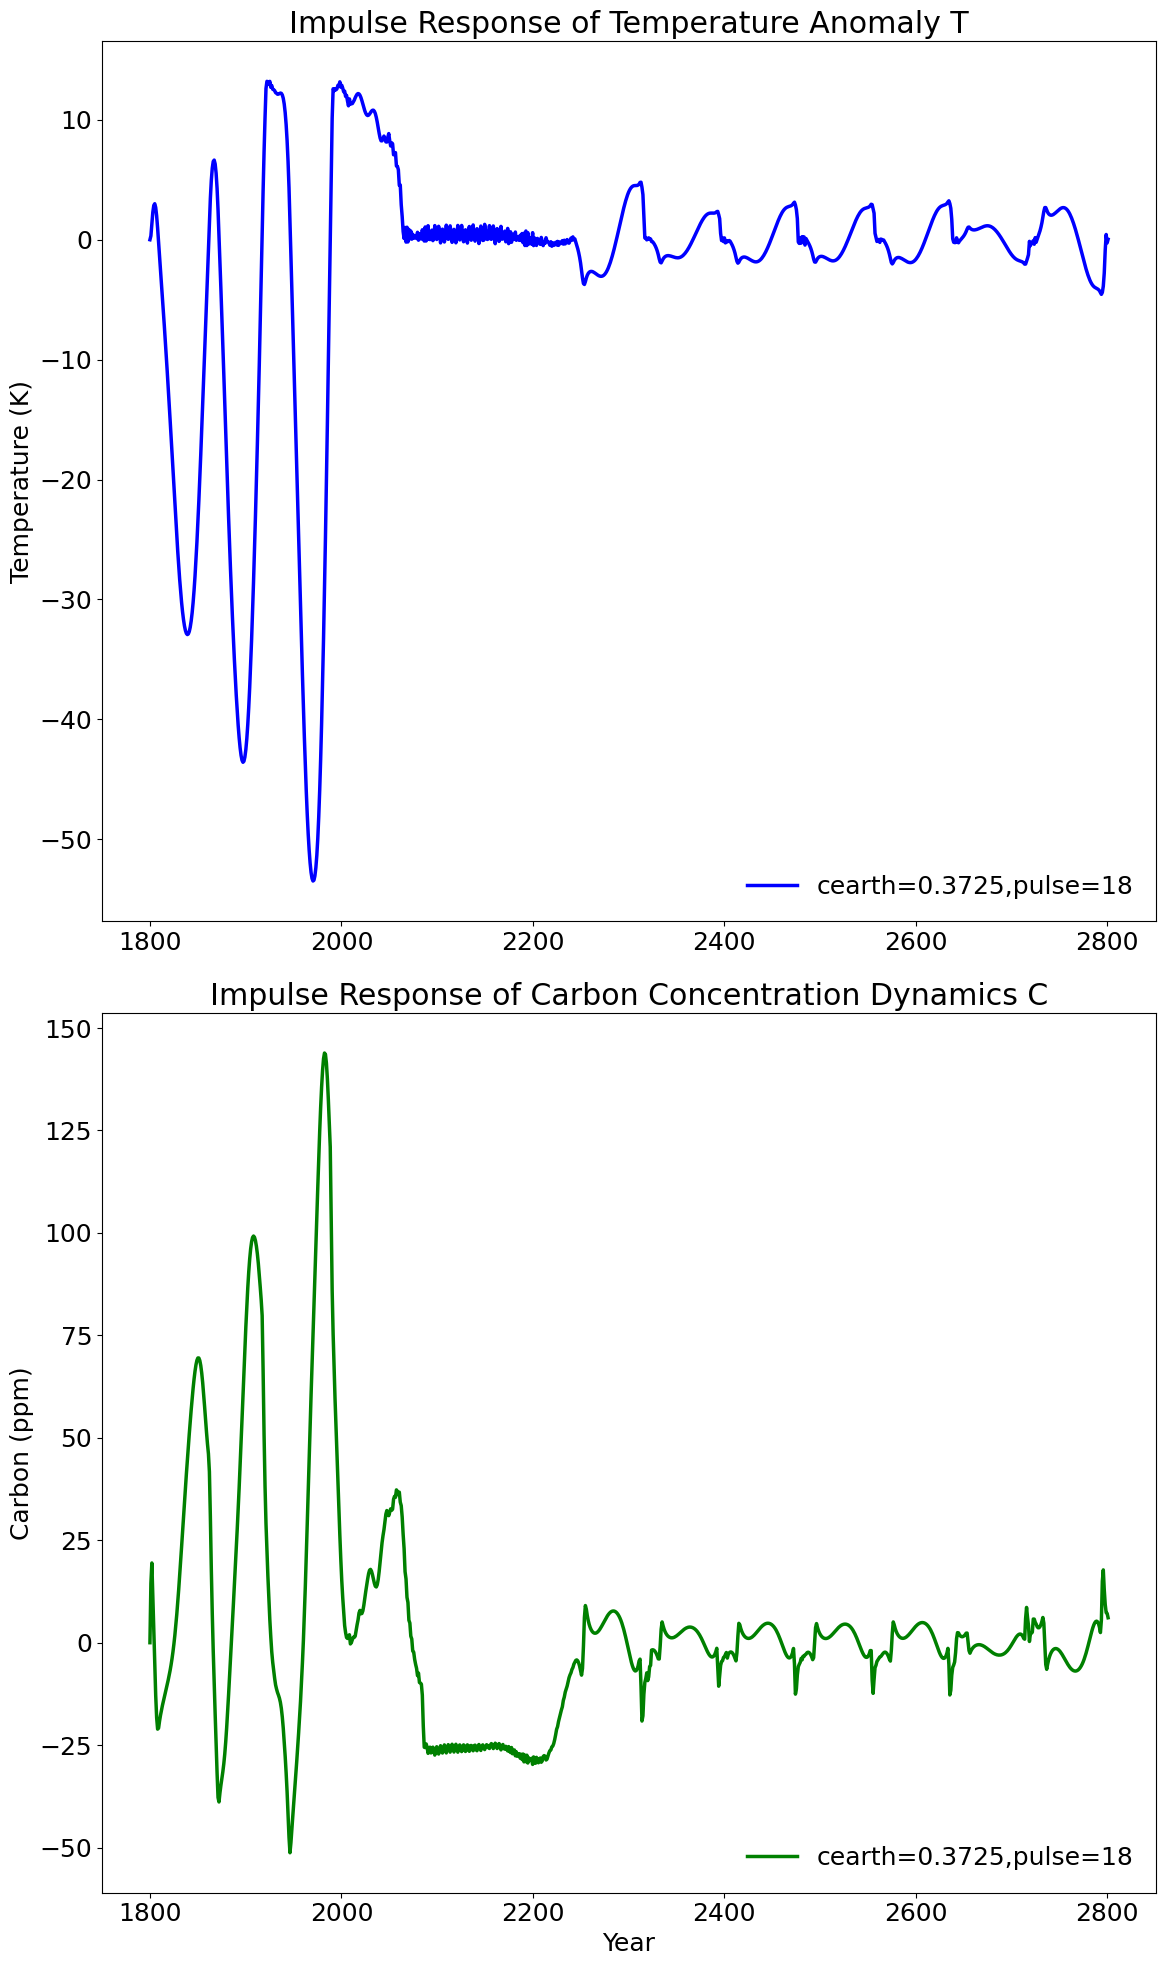 Impulse Response of Temperature Anomaly T
10
0
−10
−20
−30
−40
−50
Temperature (K)
cearth=0.3725,pulse=18
1800 2000 2200 2400 2600 2800
Impulse Response of Carbon Concentration Dynamics C
150
125
100
75
50
25
0
−25
−50
Carbon (ppm)
cearth=0.3725,pulse=18
1800 2000 2200 2400 2600 2800
Year